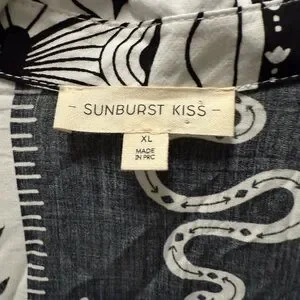 - SUNBURST KISS -
XL
MADE
IN PRC